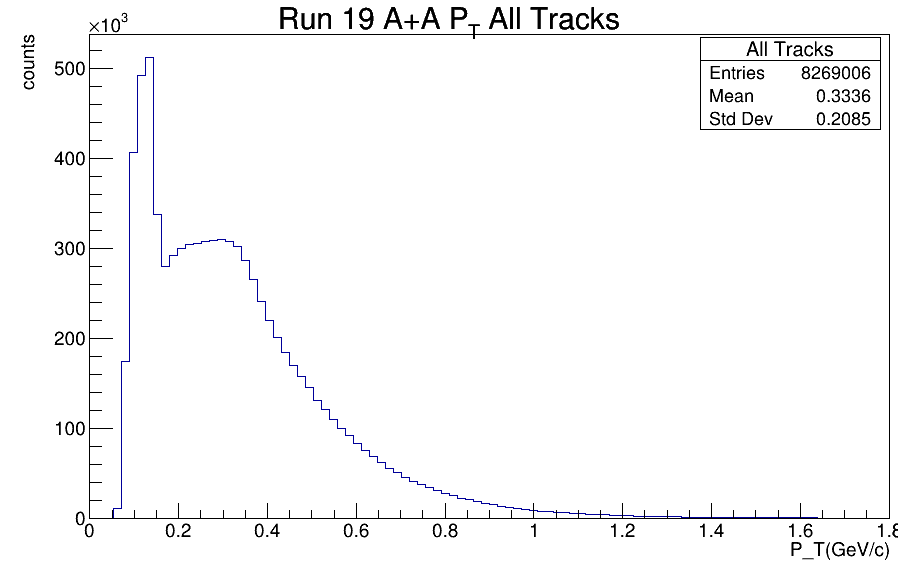 Run 19 A+A P_T All Tracks
×10³
counts
All Tracks
Entries 8269006
Mean 0.3336
Std Dev 0.2085
500
400
300
200
100
0
0 0.2 0.4 0.6 0.8 1 1.2 1.4 1.6 1.8
P_T(GeV/c)